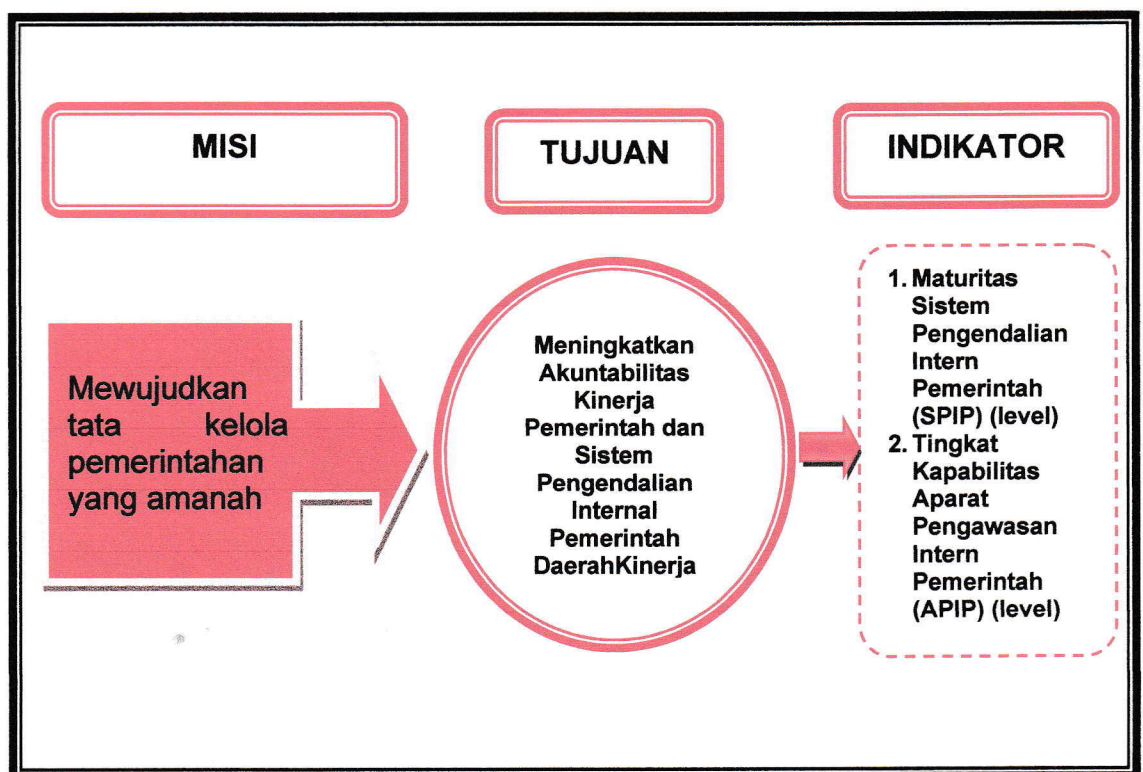 MISI
TUJUAN
INDIKATOR
Mewujudkan
tata kelola
pemerintahan
yang amanah
Meningkatkan
Akuntabilitas
Kinerja
Pemerintah dan
Sistem
Pengendalian
Internal
Pemerintah
DaerahKinerja
1. Maturitas
Sistem
Pengendalian
Intern
Pemerintah
(SPIP) (level)
2. Tingkat
Kapabilitas
Aparat
Pengawasan
Intern
Pemerintah
(APIP) (level)